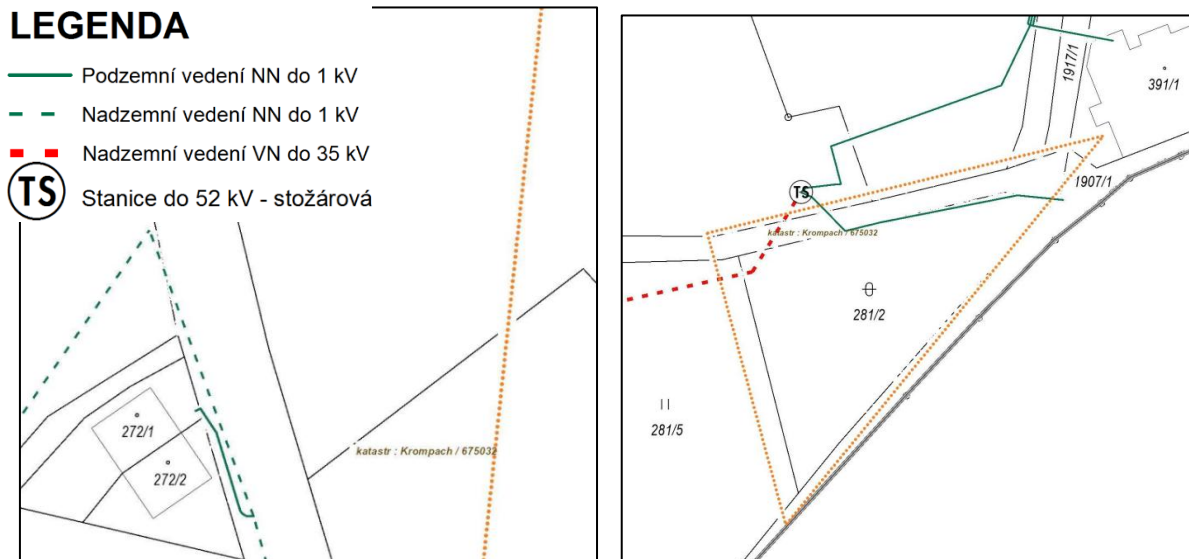 LEGENDA
Podzemní vedení NN do 1 kV
Nadzemní vedení NN do 1 kV
Nadzemní vedení VN do 35 kV
TS Stanice do 52 kV - stožárová
272/1
272/2
katastr : Krompach / 675032
1917/1
391/1
TS
1907/1
katastr : Krompach / 675032
281/2
281/5